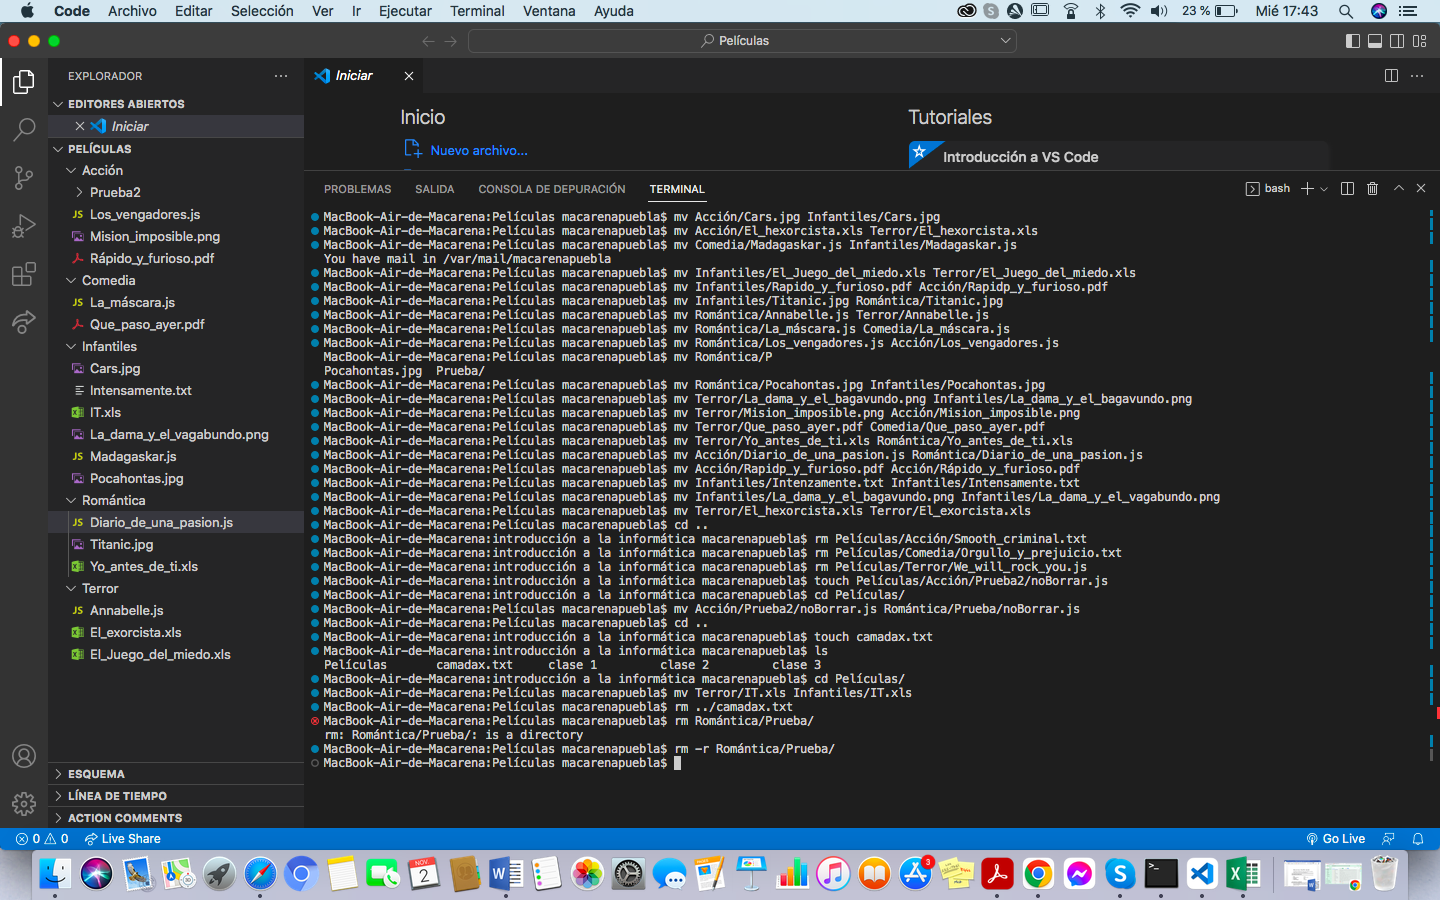 Code Archivo Editar Selección Ver Ir Ejecutar Terminal Ventana Ayuda 23 % Mié 17:43
Películas
EXPLORADOR
Iniciar
EDITORES ABIERTOS
Iniciar
PELÍCULAS
Acción
Prueba2
Los_vengadores.js
Mision_imposible.png
Rápido_y_furioso.pdf
Comedia
La_máscara.js
Que_paso_ayer.pdf
Infantiles
Cars.jpg
Intensamente.txt
IT.xls
La_dama_y_el_vagabundo.png
Madagaskar.js
Pocahontas.jpg
Romántica
Diario_de_una_pasion.js
Titanic.jpg
Yo_antes_de_ti.xls
Terror
Annabelle.js
El_exorcista.xls
El_Juego_del_miedo.xls
ESQUEMA
LÍNEA DE TIEMPO
ACTION COMMENTS
Inicio
Nuevo archivo...
Tutoriales
Introducción a VS Code
PROBLEMAS SALIDA CONSOLA DE DEPURACIÓN TERMINAL bash
MacBook-Air-de-Macarena:Películas macarenapuebla$ mv Acción/Cars.jpg Infantiles/Cars.jpg
MacBook-Air-de-Macarena:Películas macarenapuebla$ mv Acción/El_hexorcista.xls Terror/El_hexorcista.xls
MacBook-Air-de-Macarena:Películas macarenapuebla$ mv Comedia/Madagaskar.js Infantiles/Madagaskar.js
You have mail in /var/mail/macarenapuebla
MacBook-Air-de-Macarena:Películas macarenapuebla$ mv Infantiles/El_Juego_del_miedo.xls Terror/El_Juego_del_miedo.xls
MacBook-Air-de-Macarena:Películas macarenapuebla$ mv Infantiles/Rapido_y_furioso.pdf Acción/Rapidp_y_furioso.pdf
MacBook-Air-de-Macarena:Películas macarenapuebla$ mv Infantiles/Titanic.jpg Romántica/Titanic.jpg
MacBook-Air-de-Macarena:Películas macarenapuebla$ mv Romántica/Annabelle.js Terror/Annabelle.js
MacBook-Air-de-Macarena:Películas macarenapuebla$ mv Romántica/La_máscara.js Comedia/La_máscara.js
MacBook-Air-de-Macarena:Películas macarenapuebla$ mv Romántica/Los_vengadores.js Acción/Los_vengadores.js
MacBook-Air-de-Macarena:Películas macarenapuebla$ mv Romántica/P
Pocahontas.jpg Prueba/
MacBook-Air-de-Macarena:Películas macarenapuebla$ mv Romántica/Pocahontas.jpg Infantiles/Pocahontas.jpg
MacBook-Air-de-Macarena:Películas macarenapuebla$ mv Terror/La_dama_y_el_bagavundo.png Infantiles/La_dama_y_el_bagavundo.png
MacBook-Air-de-Macarena:Películas macarenapuebla$ mv Terror/Mision_imposible.png Acción/Mision_imposible.png
MacBook-Air-de-Macarena:Películas macarenapuebla$ mv Terror/Que_paso_ayer.pdf Comedia/Que_paso_ayer.pdf
MacBook-Air-de-Macarena:Películas macarenapuebla$ mv Terror/Yo_antes_de_ti.xls Romántica/Yo_antes_de_ti.xls
MacBook-Air-de-Macarena:Películas macarenapuebla$ mv Acción/Diario_de_una_pasion.js Romántica/Diario_de_una_pasion.js
MacBook-Air-de-Macarena:Películas macarenapuebla$ mv Acción/Rapidp_y_furioso.pdf Acción/Rápido_y_furioso.pdf
MacBook-Air-de-Macarena:Películas macarenapuebla$ mv Infantiles/Intenzamente.txt Infantiles/Intensamente.txt
MacBook-Air-de-Macarena:Películas macarenapuebla$ mv Infantiles/La_dama_y_el_bagavundo.png Infantiles/La_dama_y_el_vagabundo.png
MacBook-Air-de-Macarena:Películas macarenapuebla$ mv Terror/El_hexorcista.xls Terror/El_exorcista.xls
MacBook-Air-de-Macarena:Películas macarenapuebla$ cd ..
MacBook-Air-de-Macarena:introducción a la informática macarenapuebla$ rm Películas/Acción/Smooth_criminal.txt
MacBook-Air-de-Macarena:introducción a la informática macarenapuebla$ rm Películas/Comedia/Orgullo_y_prejuicio.txt
MacBook-Air-de-Macarena:introducción a la informática macarenapuebla$ rm Películas/Terror/We_will_rock_you.js
MacBook-Air-de-Macarena:introducción a la informática macarenapuebla$ touch Películas/Acción/Prueba2/noBorrar.js
MacBook-Air-de-Macarena:introducción a la informática macarenapuebla$ cd Películas/
MacBook-Air-de-Macarena:Películas macarenapuebla$ mv Acción/Prueba2/noBorrar.js Romántica/Prueba/noBorrar.js
MacBook-Air-de-Macarena:Películas macarenapuebla$ cd ..
MacBook-Air-de-Macarena:introducción a la informática macarenapuebla$ touch camadax.txt
MacBook-Air-de-Macarena:introducción a la informática macarenapuebla$ ls
Películas camadax.txt clase 1 clase 2 clase 3
MacBook-Air-de-Macarena:introducción a la informática macarenapuebla$ cd Películas/
MacBook-Air-de-Macarena:Películas macarenapuebla$ mv Terror/IT.xls Infantiles/IT.xls
MacBook-Air-de-Macarena:Películas macarenapuebla$ rm ../camadax.txt
MacBook-Air-de-Macarena:Películas macarenapuebla$ rm Romántica/Prueba/
rm: Romántica/Prueba/: is a directory
MacBook-Air-de-Macarena:Películas macarenapuebla$ rm -r Romántica/Prueba/
MacBook-Air-de-Macarena:Películas macarenapuebla$
0 0 Live Share Go Live
NOV.
2
3